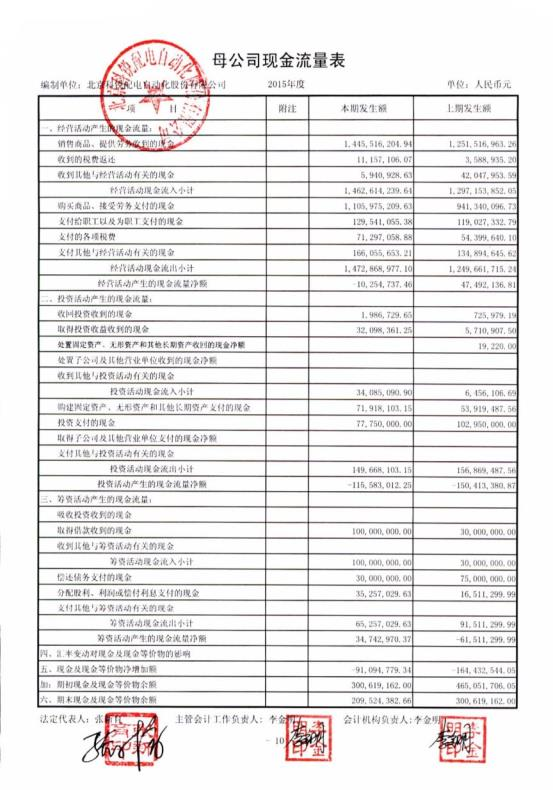 母公司现金流量表
编制单位：北京科锐配电自动化股份有限公司 2015年度 单位：人民币元
项 目 附注 本期发生额 上期发生额
一、经营活动产生的现金流量：
销售商品、提供劳务收到的现金 1,445,516,204.94 1,251,516,963.26
收到的税费返还 11,157,106.07 3,588,935.20
收到其他与经营活动有关的现金 5,940,928.63 42,047,953.59
经营活动现金流入小计 1,462,614,239.64 1,297,153,852.05
购买商品、接受劳务支付的现金 1,105,975,209.63 941,340,096.73
支付给职工以及为职工支付的现金 129,541,055.38 119,027,332.79
支付的各项税费 71,297,058.88 54,399,640.10
支付其他与经营活动有关的现金 166,055,653.21 134,894,645.62
经营活动现金流出小计 1,472,868,977.10 1,249,661,715.24
经营活动产生的现金流量净额 -10,254,737.46 47,492,136.81
二、投资活动产生的现金流量：
收回投资收到的现金 1,986,729.65 725,979.19
取得投资收益收到的现金 32,098,361.25 5,710,907.50
处置固定资产、无形资产和其他长期资产收回的现金净额 19,220.00
处置子公司及其他营业单位收到的现金净额
收到其他与投资活动有关的现金
投资活动现金流入小计 34,085,090.90 6,456,106.69
购建固定资产、无形资产和其他长期资产支付的现金 71,918,103.15 53,919,487.56
投资支付的现金 77,750,000.00 102,950,000.00
取得子公司及其他营业单位支付的现金净额
支付其他与投资活动有关的现金
投资活动现金流出小计 149,668,103.15 156,869,487.56
投资活动产生的现金流量净额 -115,583,012.25 -150,413,380.87
三、筹资活动产生的现金流量：
吸收投资收到的现金
取得借款收到的现金 100,000,000.00 30,000,000.00
收到其他与筹资活动有关的现金
筹资活动现金流入小计 100,000,000.00 30,000,000.00
偿还债务支付的现金 30,000,000.00 75,000,000.00
分配股利、利润或偿付利息支付的现金 35,257,029.63 16,511,299.99
支付其他与筹资活动有关的现金
筹资活动现金流出小计 65,257,029.63 91,511,299.99
筹资活动产生的现金流量净额 34,742,970.37 -61,511,299.99
四、汇率变动对现金及现金等价物的影响
五、现金及现金等价物净增加额 -91,094,779.34 -164,432,544.05
加：期初现金及现金等价物余额 300,619,162.00 465,051,706.05
六、期末现金及现金等价物余额 209,524,382.66 300,619,162.00
法定代表人：张新育 主管会计工作负责人：李金明 会计机构负责人：李金明
- 10